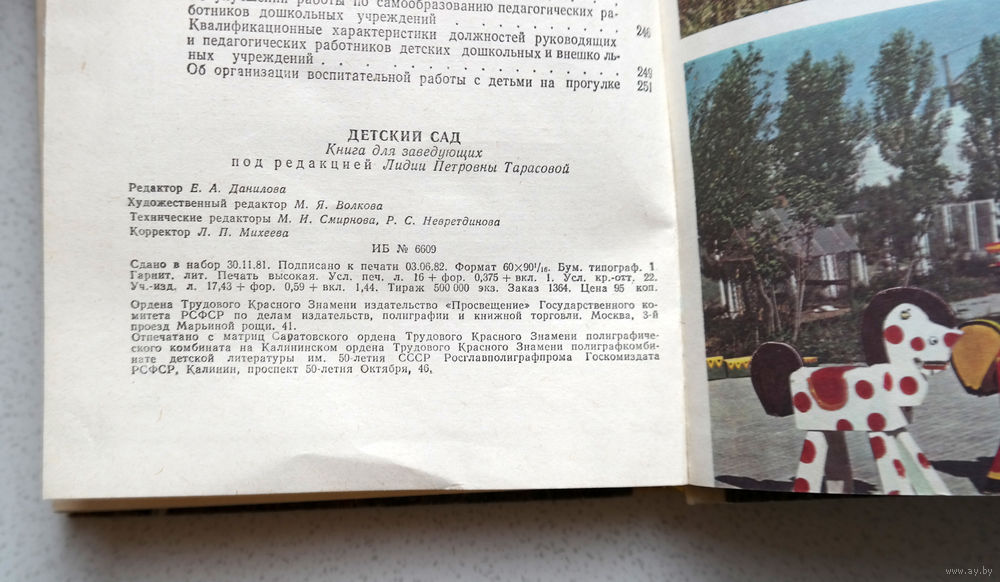 работы по самообразованию педагогических ра-
ботников дошкольных учреждений . . . . . . . . . 246
Квалификационные характеристики должностей руководящих
и педагогических работников детских дошкольных и внешколь-
ных учреждений . . . . . . . . . . . . . . . . . 249
Об организации воспитательной работы с детьми на прогулке 251
ДЕТСКИЙ САД
Книга для заведующих
под редакцией Лидии Петровны Тарасовой
Редактор Е. А. Данилова
Художественный редактор М. Я. Волкова
Технические редакторы М. И. Смирнова, Р. С. Невретдинова
Корректор Л. П. Михеева
ИБ № 6609
Сдано в набор 30.11.81. Подписано к печати 03.06.82. Формат 60×90¹/₁₆. Бум. типограф. 1
Гарнит. лит. Печать высокая. Усл. печ. л. 16 + фор. 0,375 + вкл 1. Усл. кр.-отт. 22.
Уч.-изд. л. 17,43 + фор. 0,59 + вкл. 1,44. Тираж 500 000 экз. Заказ 1364. Цена 95 коп.
Ордена Трудового Красного Знамени издательство «Просвещение» Государственного ко-
митета РСФСР по делам издательств, полиграфии и книжной торговли. Москва, 3-й
проезд Марьиной рощи, 41.
Отпечатано с матриц Саратовского ордена Трудового Красного Знамени полиграфиче-
ского комбината на Калининском ордена Трудового Красного Знамени полиграфкомби-
нате детской литературы им. 50-летия СССР Росглавполиграфпрома Госкомиздата
РСФСР, Калинин, проспект 50-летия Октября, 46.
www.ay.by